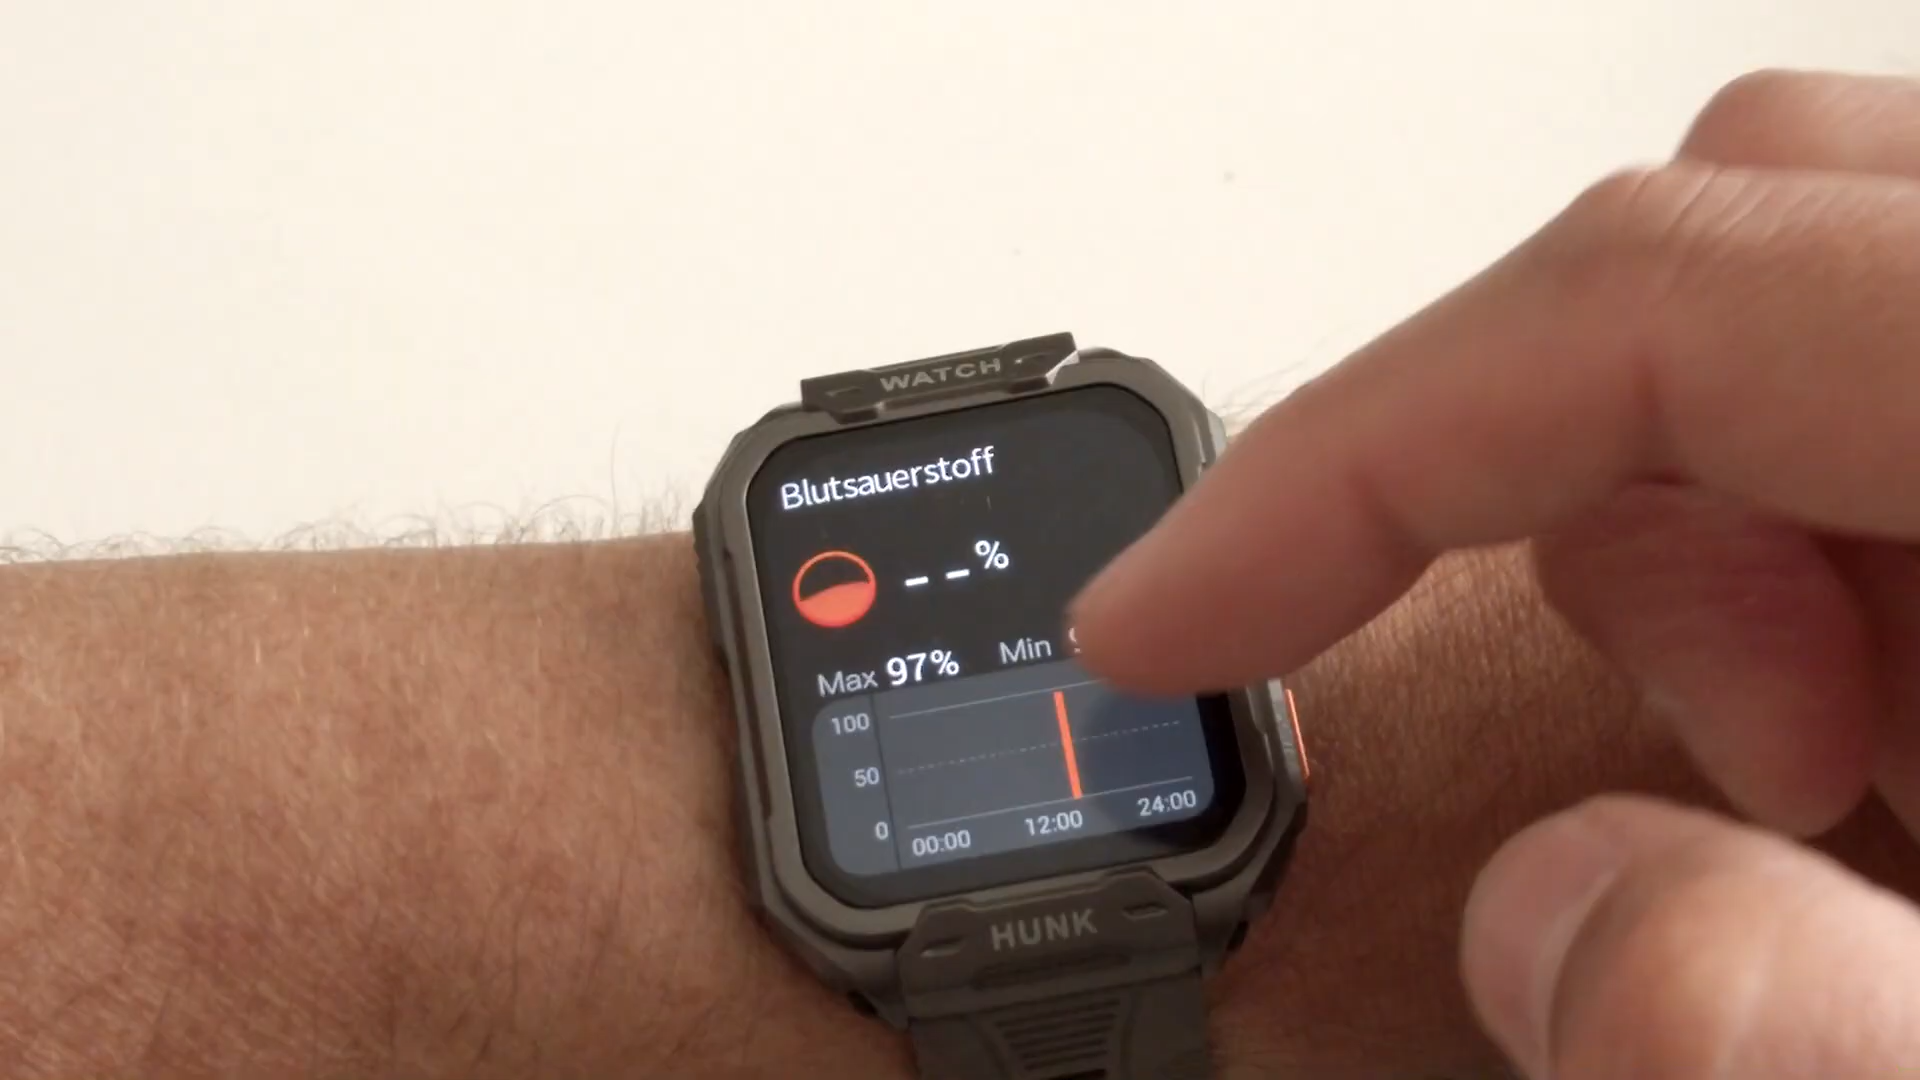 WATCH
Blutsauerstoff
--%
Max 97% Min
100
50
0
00:00 12:00 24:00
HUNK